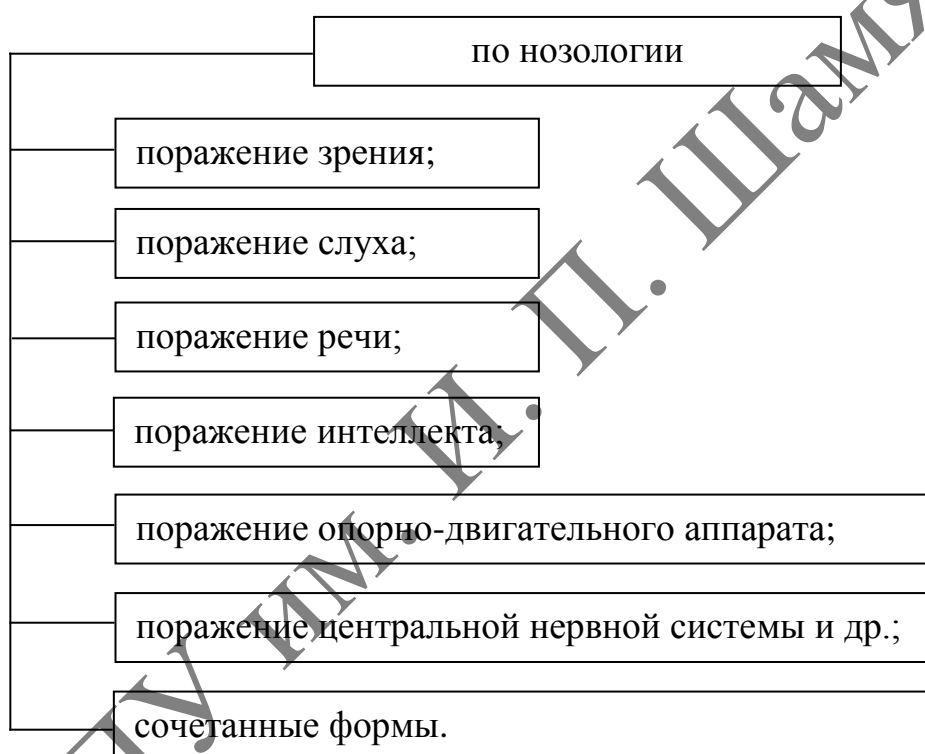 по нозологии
поражение зрения;
поражение слуха;
поражение речи;
поражение интеллекта;
поражение опорно-двигательного аппарата;
поражение центральной нервной системы и др.;
сочетанные формы.
им. И. П.